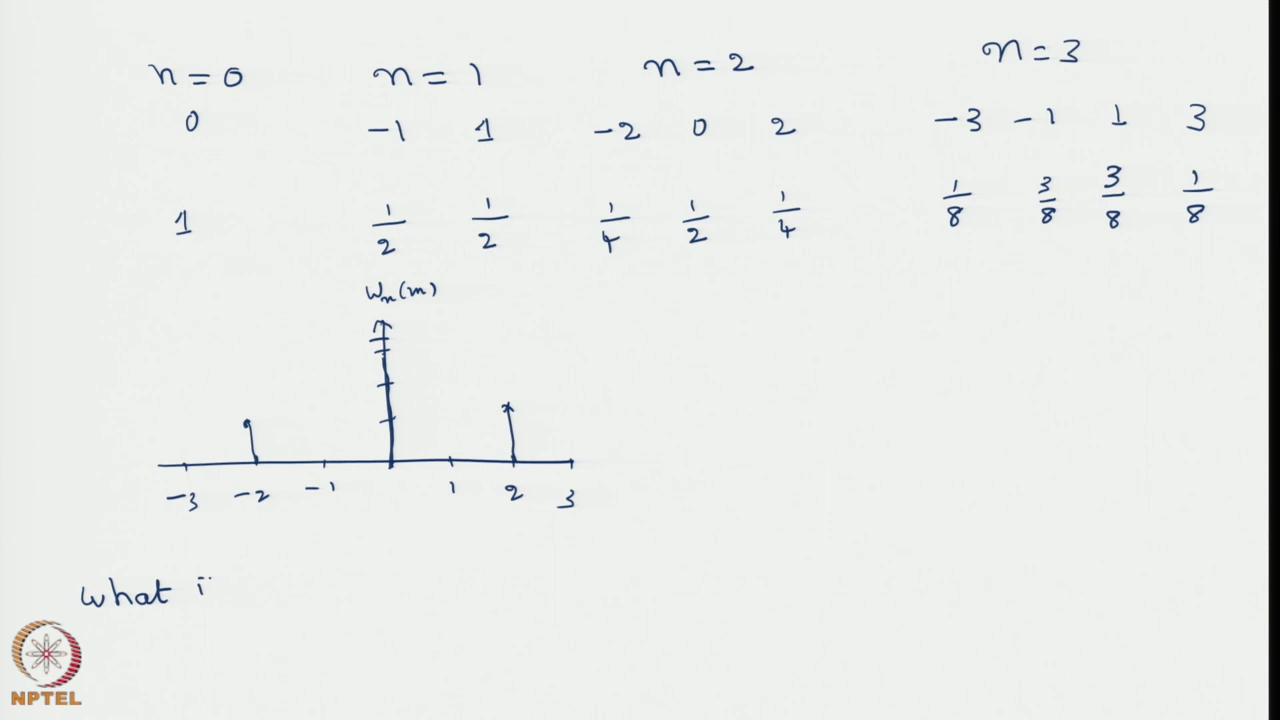 n = 0 n = 1 n = 2 n = 3
0 -1 1 -2 0 2 -3 -1 1 3
1 1/2 1/2 1/4 1/2 1/4 1/8 3/8 3/8 1/8
Wn(m)
-3 -2 -1 1 2 3
what i
NPTEL